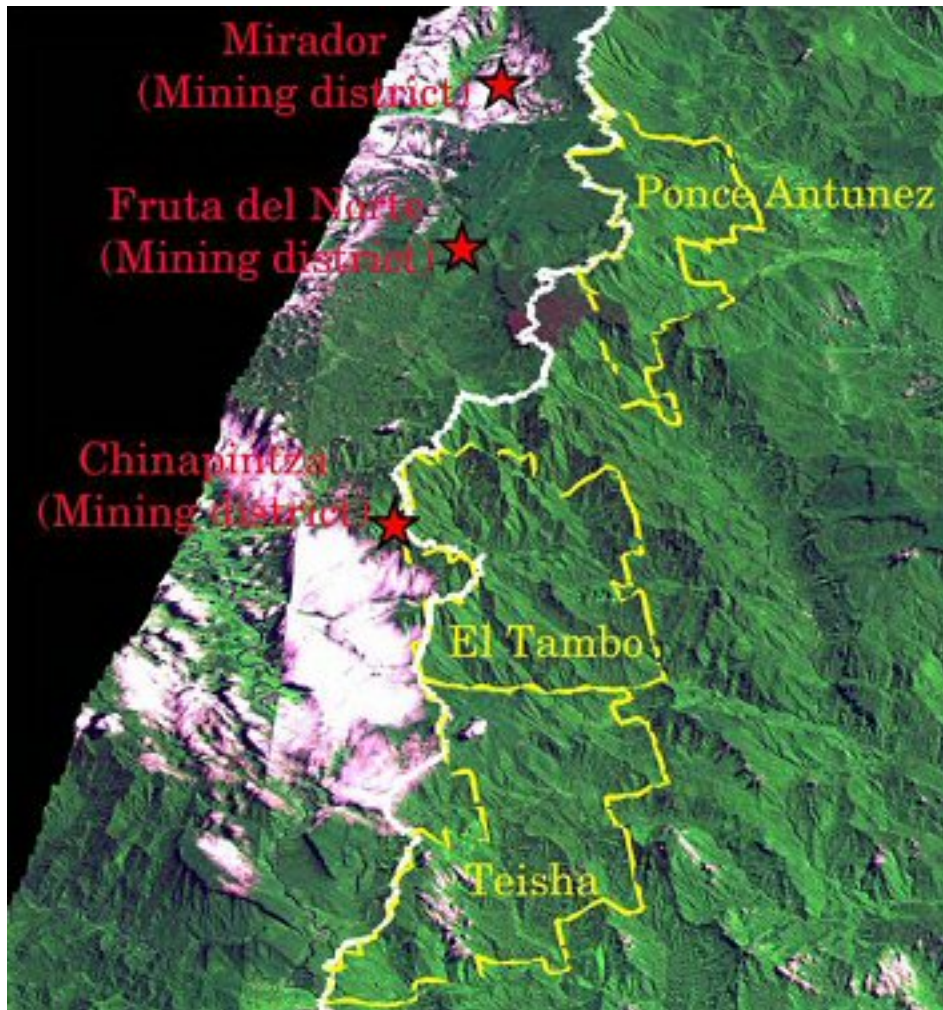 Mirador
(Mining district)
Ponce Antunez
Fruta del Norte
(Mining district)
Chinapintza
(Mining district)
El Tambo
Teisha